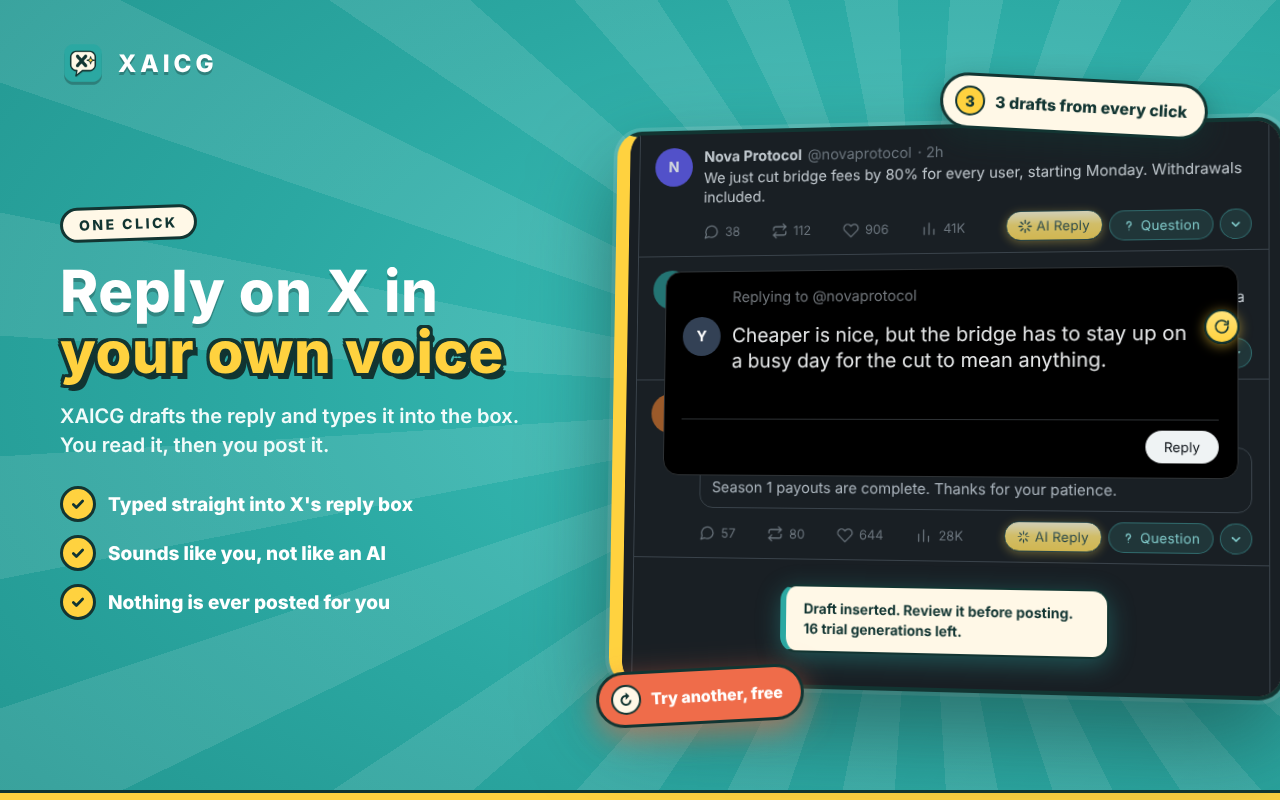 XAICG
ONE CLICK
Reply on X in
your own voice
XAICG drafts the reply and types it into the box.
You read it, then you post it.
Typed straight into X's reply box
Sounds like you, not like an AI
Nothing is ever posted for you
3 3 drafts from every click
N
Nova Protocol @novaprotocol · 2h
We just cut bridge fees by 80% for every user, starting Monday. Withdrawals
included.
38 112 906 41K AI Reply ? Question
a
Replying to @novaprotocol
Y
Cheaper is nice, but the bridge has to stay up on
a busy day for the cut to mean anything.
Reply
Season 1 payouts are complete. Thanks for your patience.
57 80 644 28K AI Reply ? Question
Draft inserted. Review it before posting.
16 trial generations left.
Try another, free